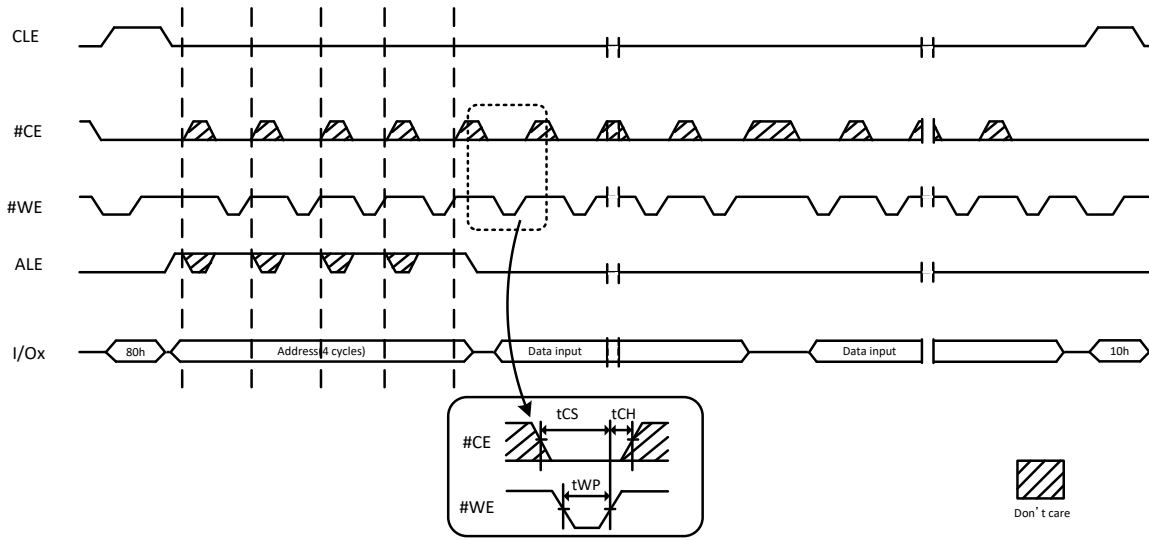 CLE
#CE
#WE
ALE
I/Ox
80h
Address(4 cycles)
Data input
Data input
10h
tCS
tCH
#CE
tWP
#WE
Don’t care